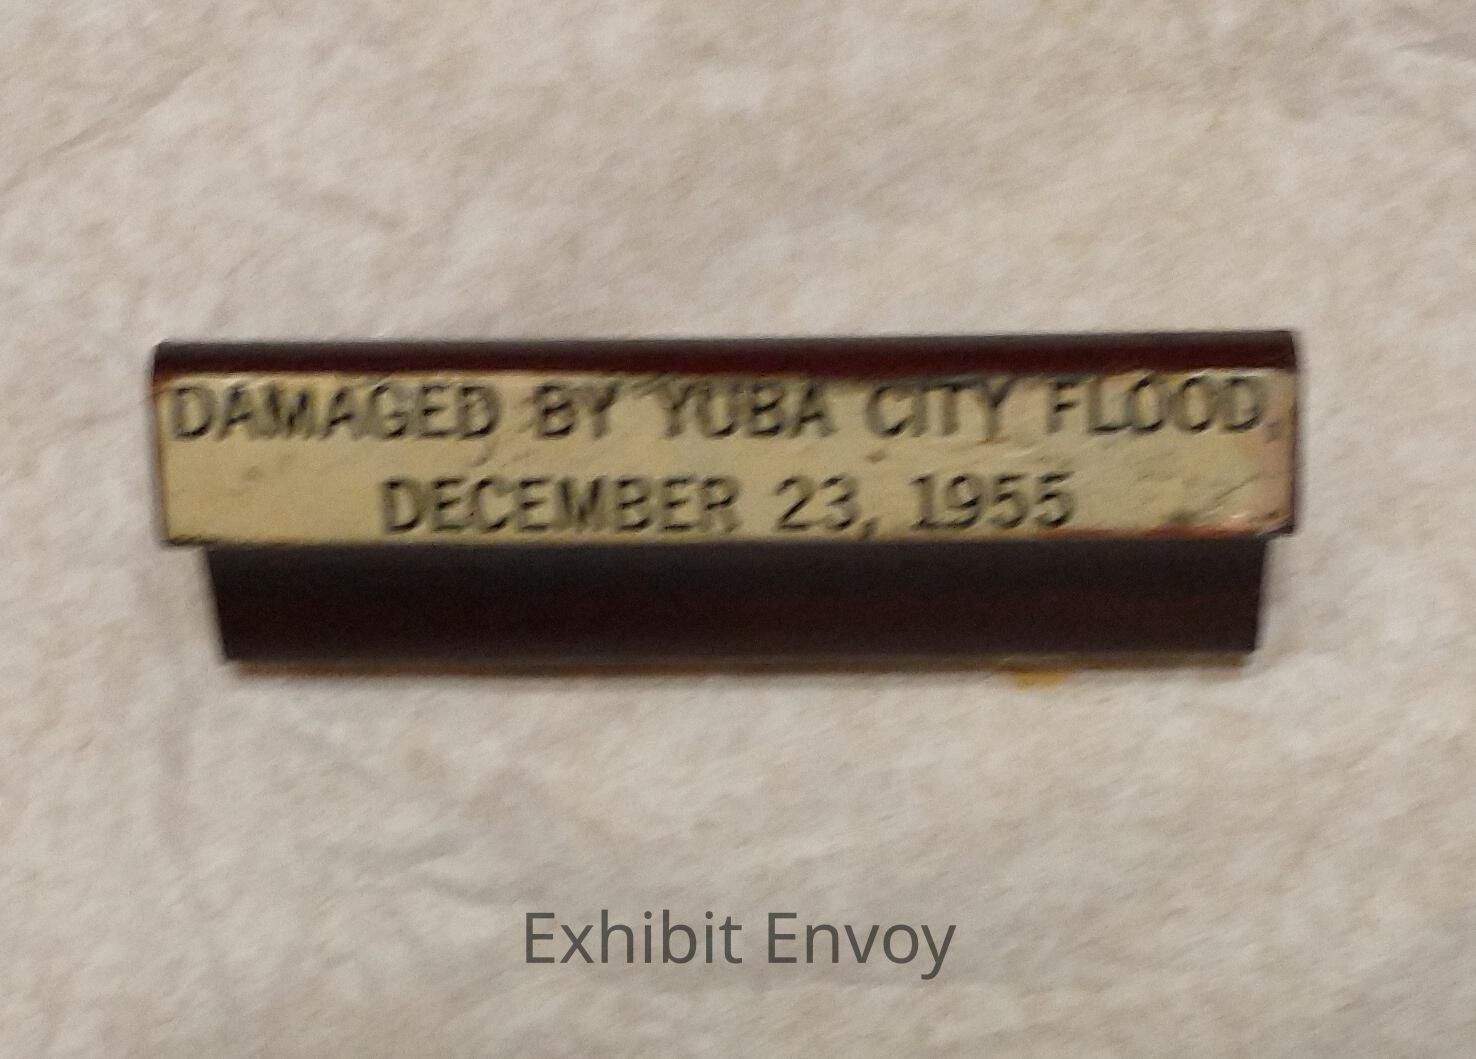 DAMAGED BY YUBA CITY FLOOD,
DECEMBER 23, 1955
Exhibit Envoy